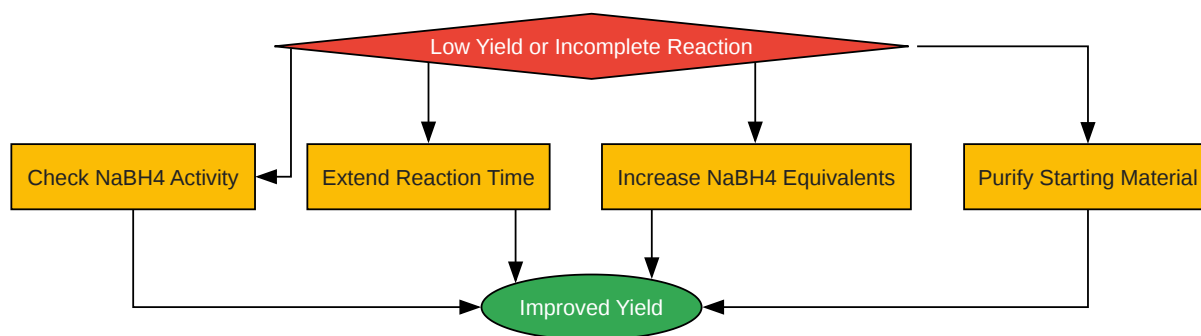 Low Yield or Incomplete Reaction
Check NaBH4 Activity
Extend Reaction Time
Increase NaBH4 Equivalents
Purify Starting Material
Improved Yield